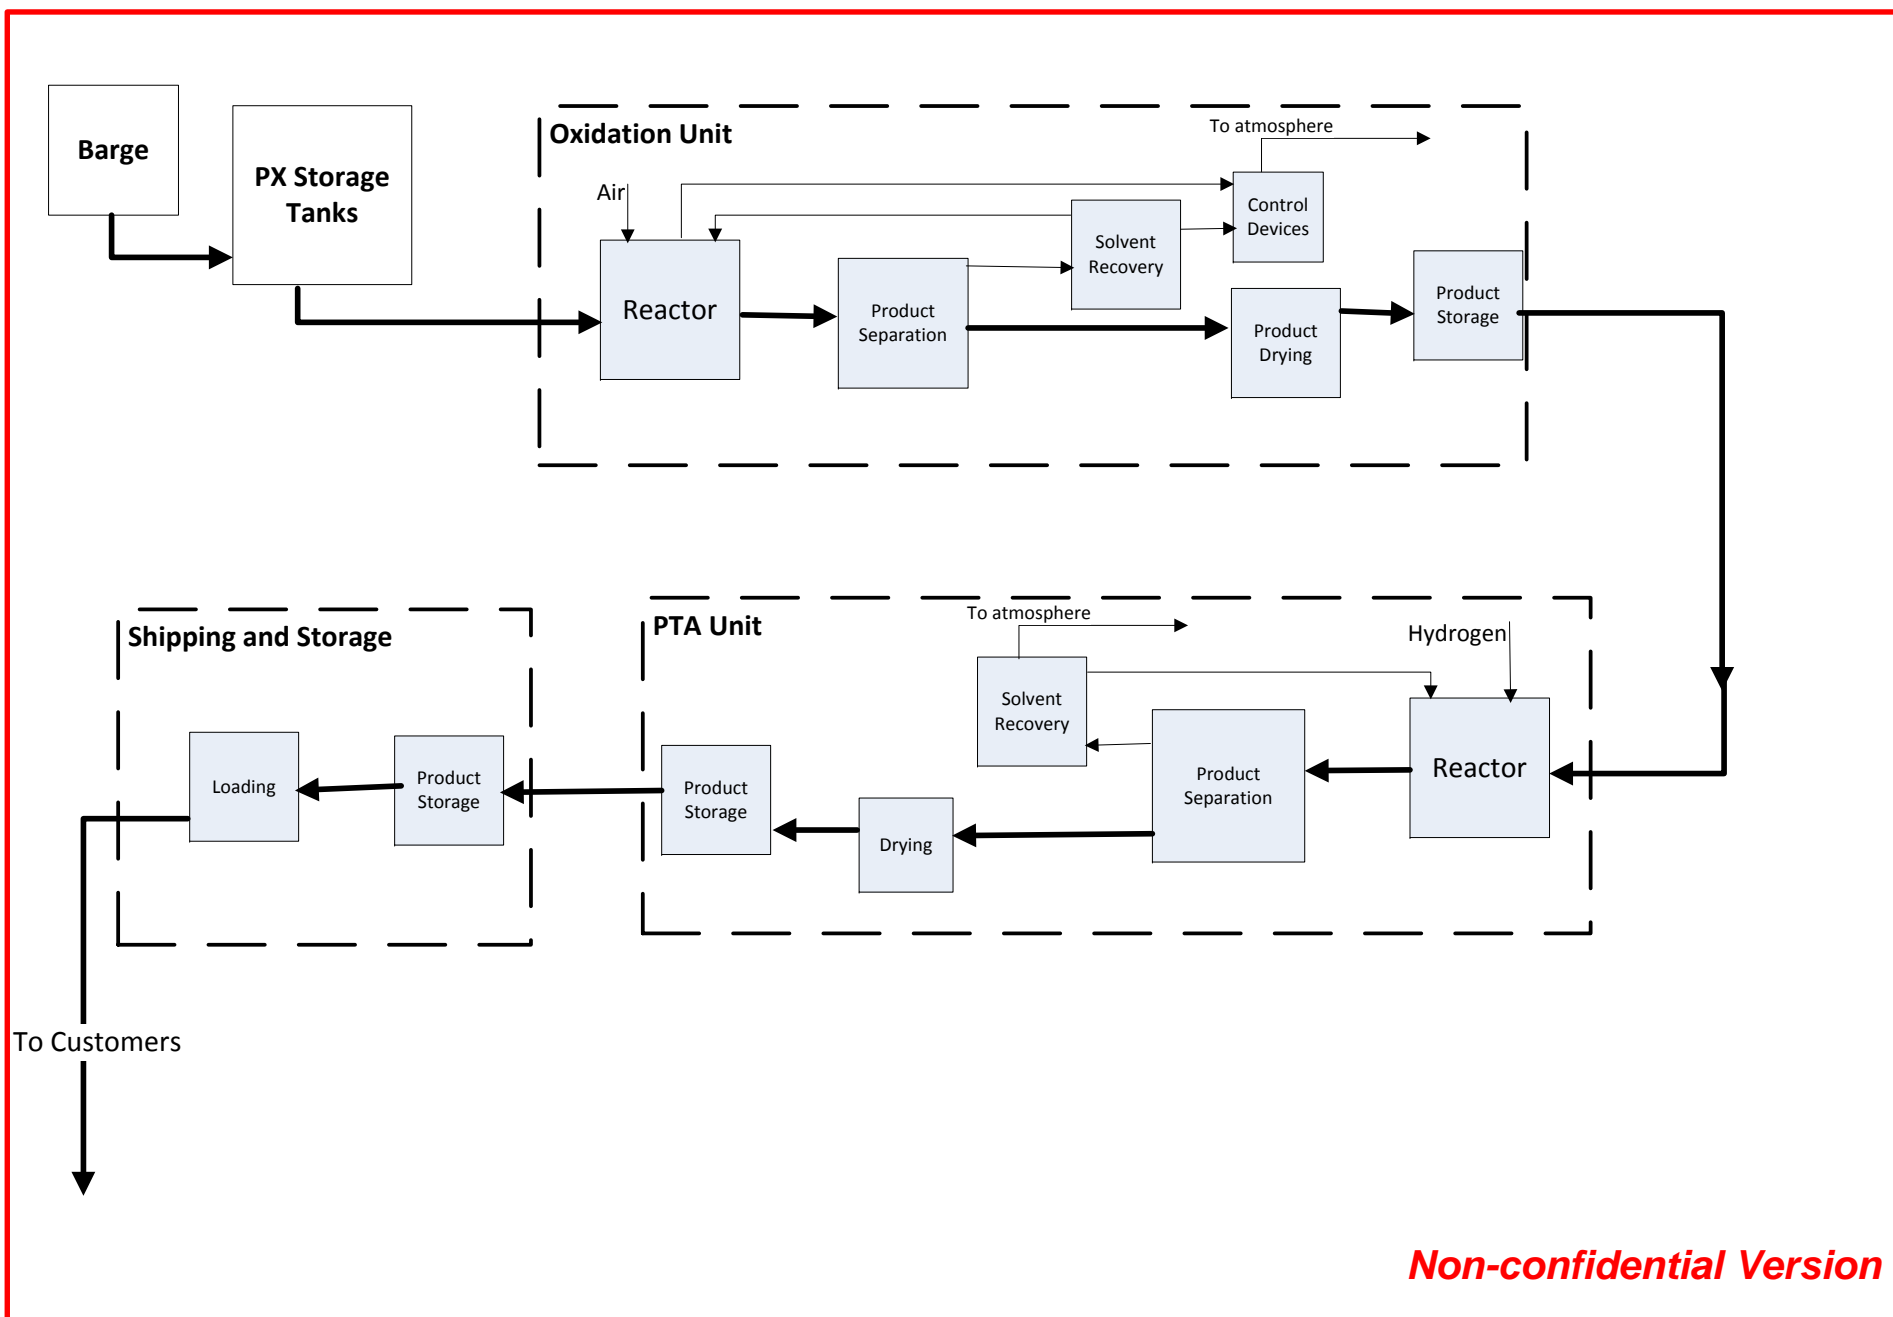 Barge
PX Storage
Tanks
Oxidation Unit
To atmosphere
Air
Control
Devices
Solvent
Recovery
Reactor
Product
Separation
Product
Drying
Product
Storage
Shipping and Storage
Loading
Product
Storage
PTA Unit
To atmosphere
Hydrogen
Solvent
Recovery
Product
Storage
Drying
Product
Separation
Reactor
To Customers
Non-confidential Version